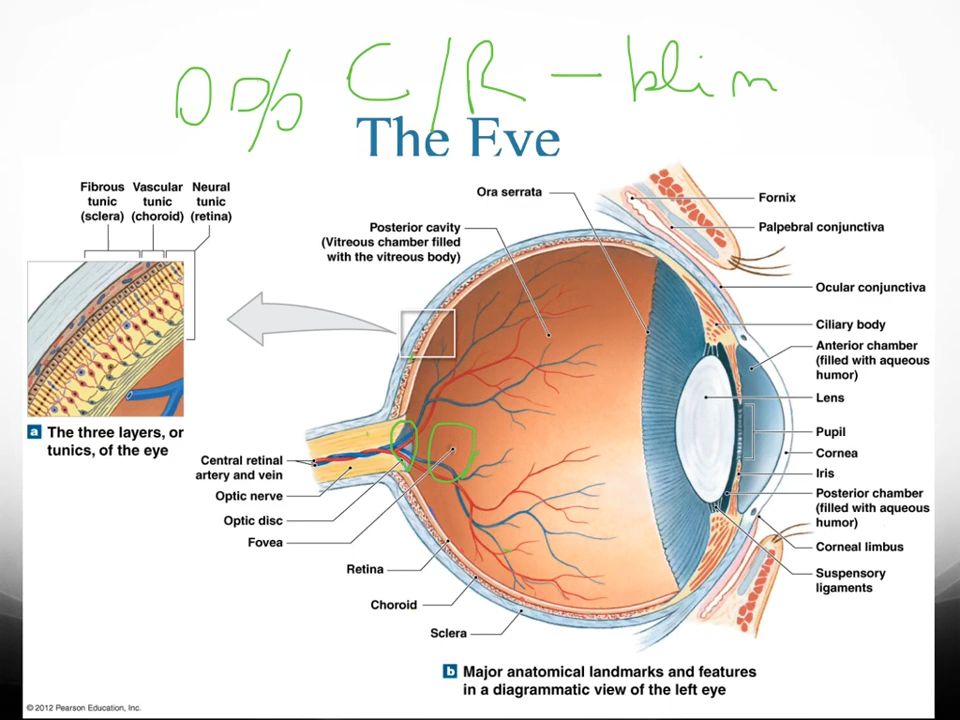 C/R – blin
The Eye
Fibrous tunic (sclera)
Vascular tunic (choroid)
Neural tunic (retina)
a The three layers, or
tunics, of the eye
Ora serrata
Posterior cavity
(Vitreous chamber filled
with the vitreous body)
Central retinal
artery and vein
Optic nerve
Optic disc
Fovea
Retina
Choroid
Sclera
Fornix
Palpebral conjunctiva
Ocular conjunctiva
Ciliary body
Anterior chamber
(filled with aqueous
humor)
Lens
Pupil
Cornea
Iris
Posterior chamber
(filled with aqueous
humor)
Corneal limbus
Suspensory
ligaments
b Major anatomical landmarks and features
in a diagrammatic view of the left eye
© 2012 Pearson Education, Inc.